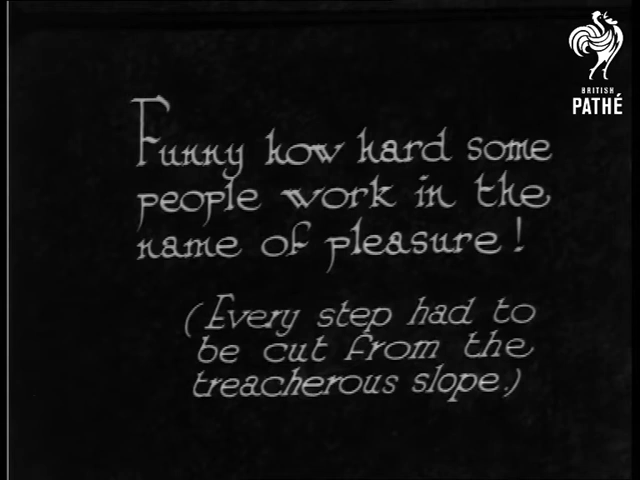 BRITISH
PATHÉ
Funny how hard some
people work in the
name of pleasure!
(Every step had to
be cut from the
treacherous slope.)